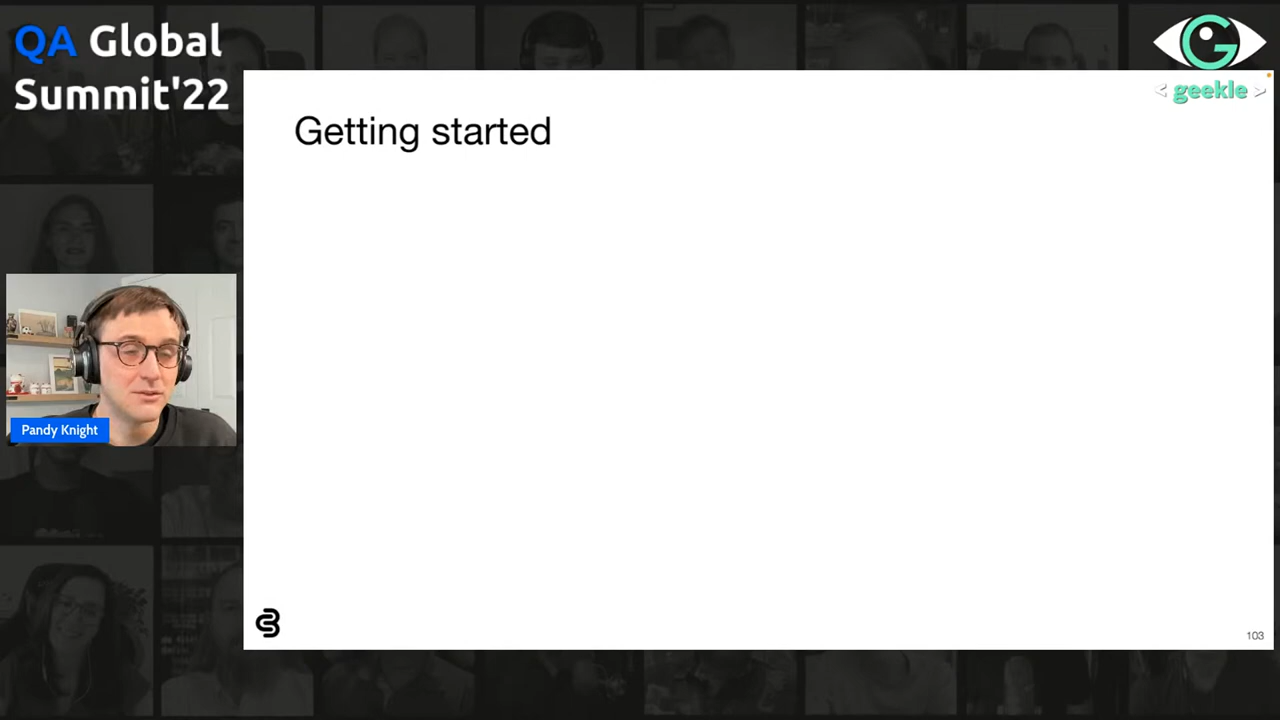 QA Global
Summit'22
< geekle >
Getting started
Pandy Knight
103